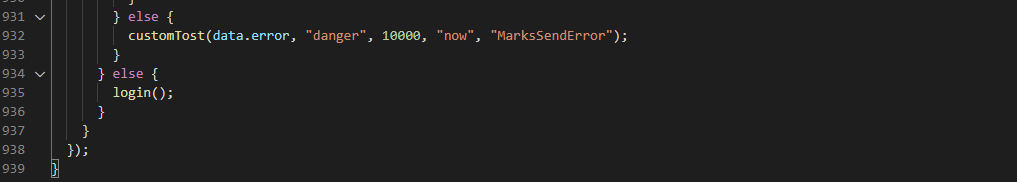 931 } else {
932 customTost(data.error, "danger", 10000, "now", "MarksSendError");
933 }
934 } else {
935 login();
936 }
937 }
938 });
939 }